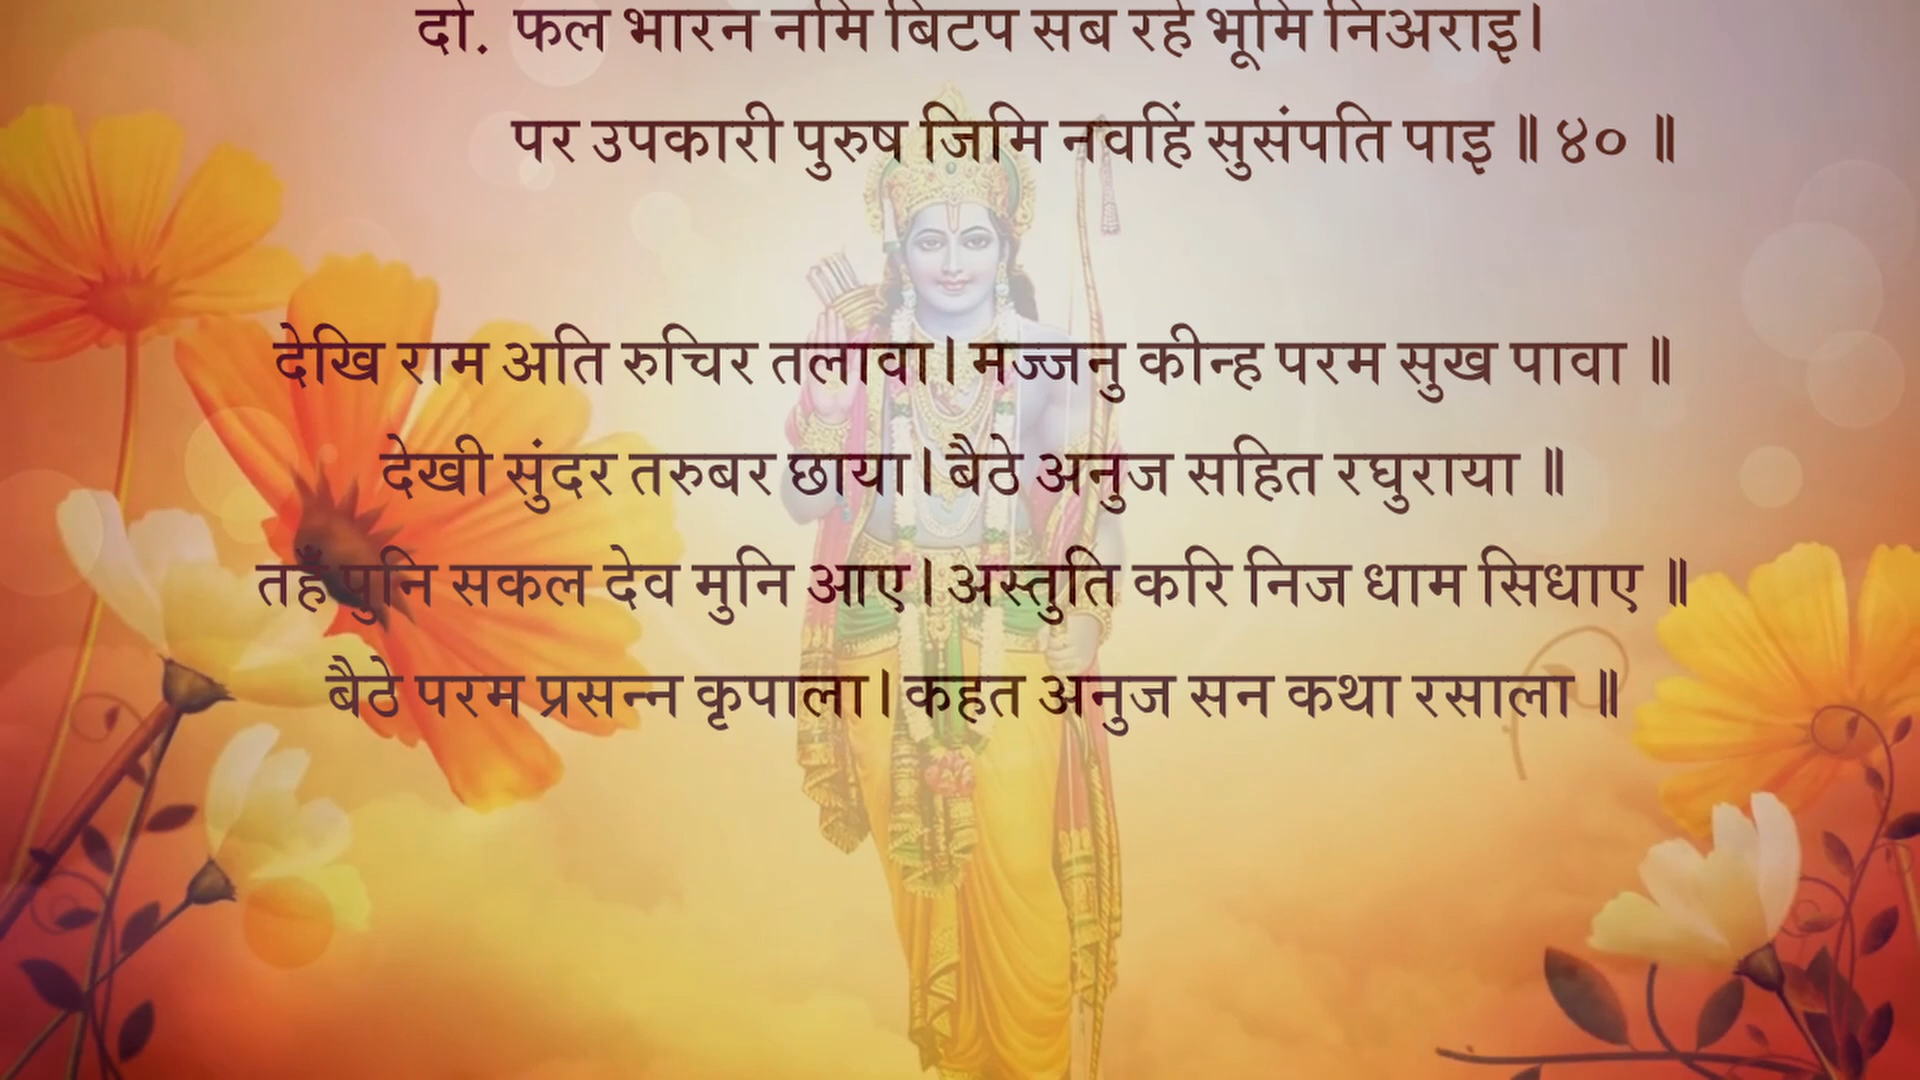 दो. फल भारन नमि बिटप सब रहे भूमि निअराइ।
पर उपकारी पुरुष जिमि नवहिं सुसंपति पाइ ॥ ४० ॥
देखि राम अति रुचिर तलावा। मज्जनु कीन्ह परम सुख पावा ॥
देखी सुंदर तरुबर छाया। बैठे अनुज सहित रघुराया ॥
तहँ पुनि सकल देव मुनि आए। अस्तुति करि निज धाम सिधाए ॥
बैठे परम प्रसन्न कृपाला। कहत अनुज सन कथा रसाला ॥